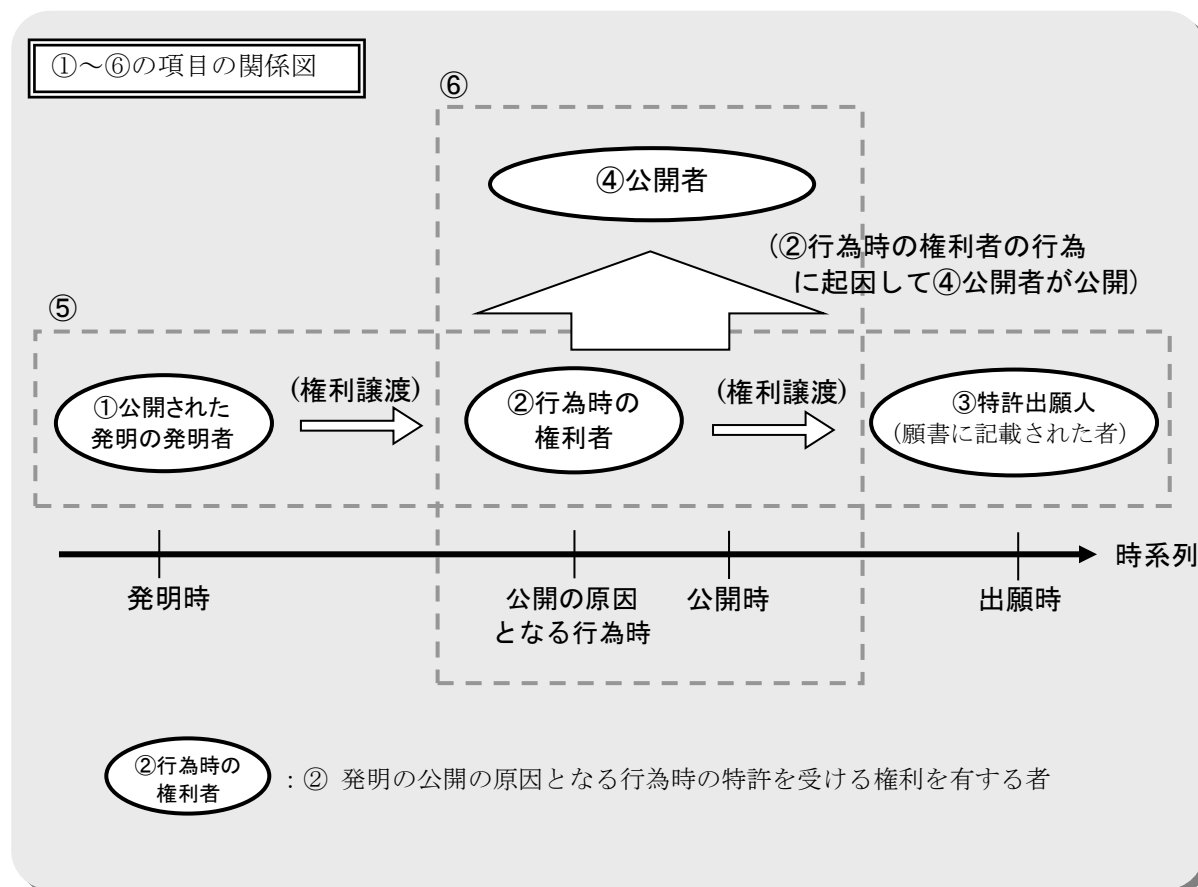 ①～⑥の項目の関係図
⑥
④公開者
(②行為時の権利者の行為
に起因して④公開者が公開)
⑤
①公開された
発明の発明者
(権利譲渡)
②行為時の
権利者
(権利譲渡)
③特許出願人
(願書に記載された者)
時系列
発明時
公開の原因
となる行為時
公開時
出願時
②行為時の
権利者
:② 発明の公開の原因となる行為時の特許を受ける権利を有する者